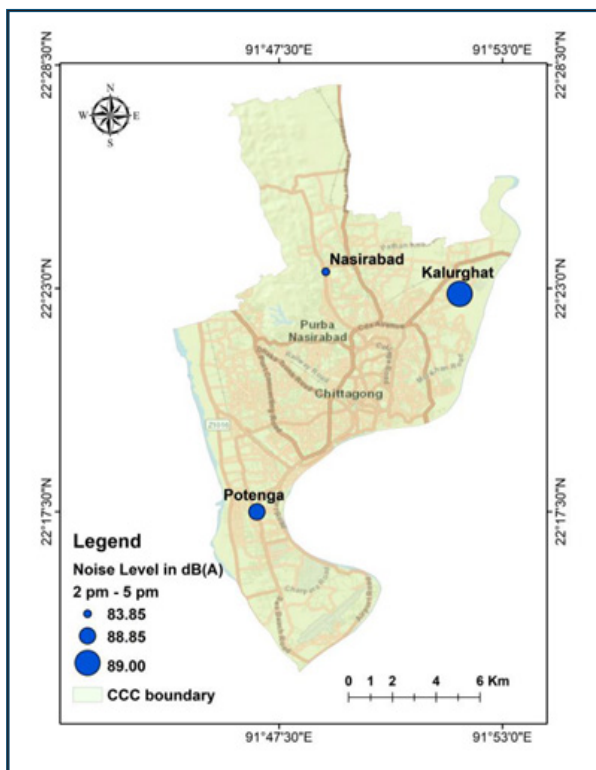 91°47'30"E 91°53'0"E
22°28'30"N 22°28'30"N
N
W E
S
Nasirabad
Kalurghat
22°23'0"N 22°23'0"N
Cox Avenue
Purba
Nasirabad
Chittagong
Z1016
Potenga
22°17'30"N 22°17'30"N
Legend
Noise Level in dB(A)
2 pm - 5 pm
83.85
88.85
89.00
CCC boundary
0 1 2 4 6 Km
91°47'30"E 91°53'0"E